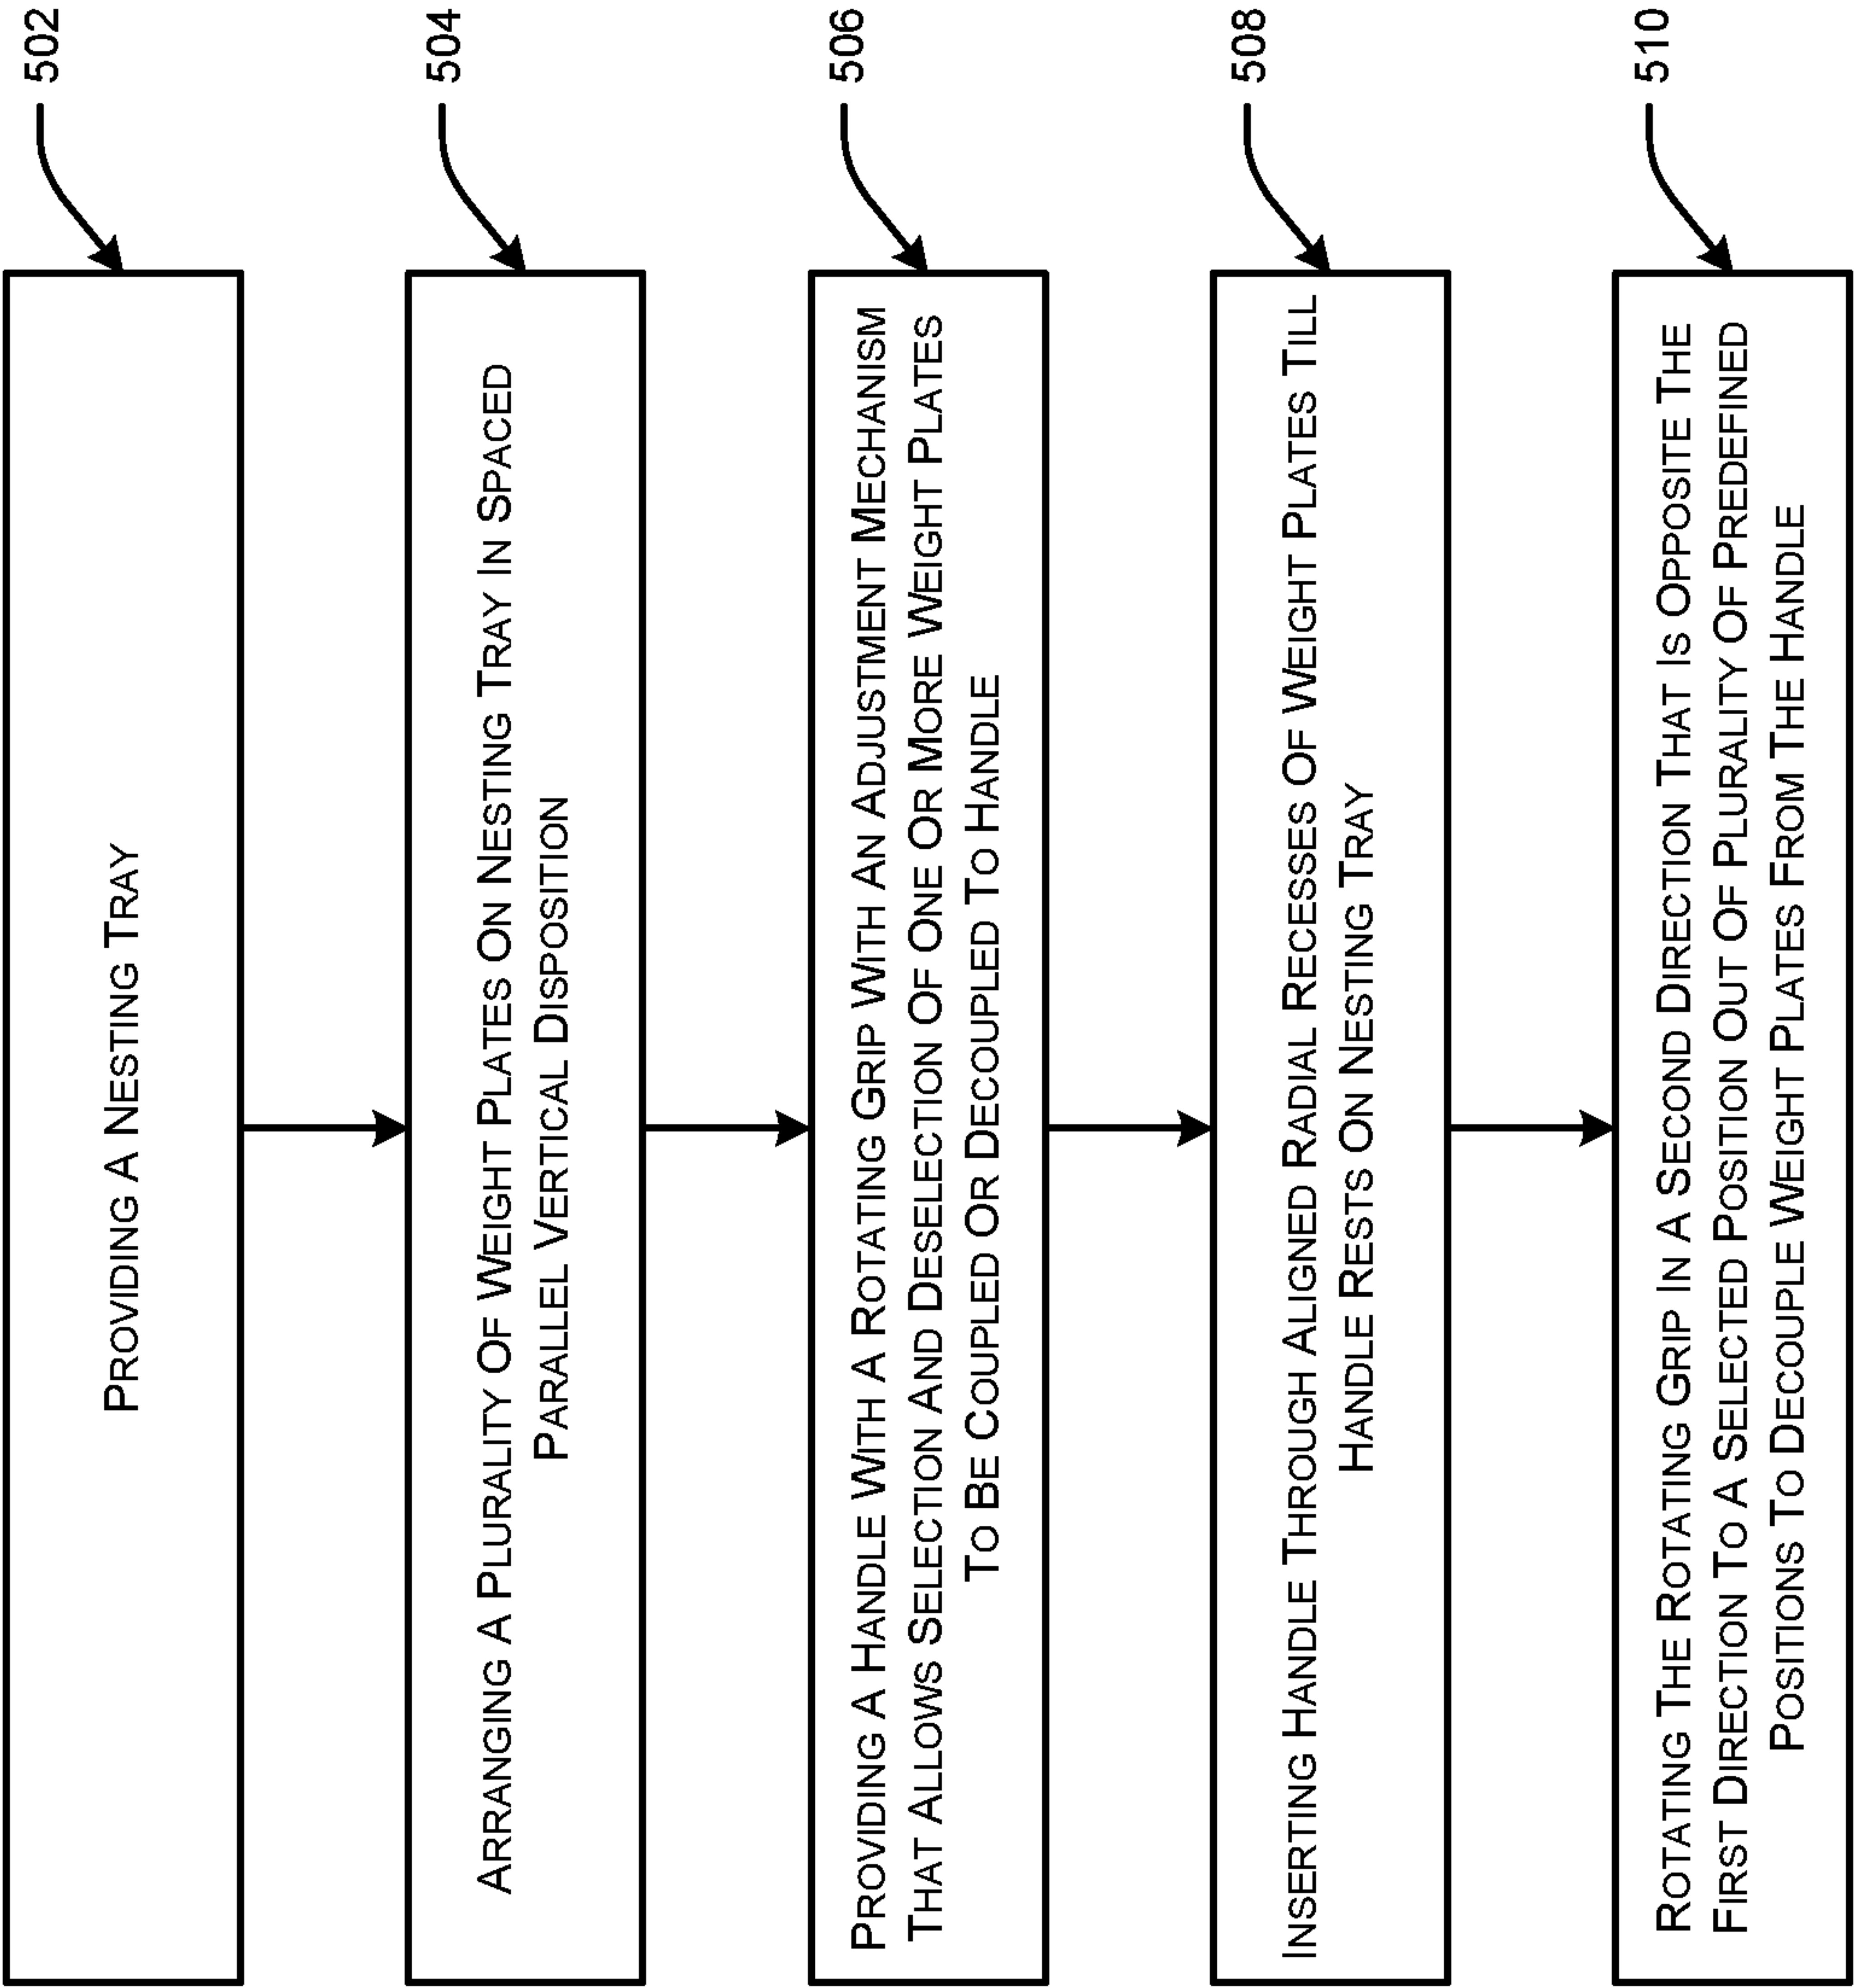 502
PROVIDING A NESTING TRAY
504
ARRANGING A PLURALITY OF WEIGHT PLATES ON NESTING TRAY IN SPACED
PARALLEL VERTICAL DISPOSITION
506
PROVIDING A HANDLE WITH A ROTATING GRIP WITH AN ADJUSTMENT MECHANISM
THAT ALLOWS SELECTION AND DESELECTION OF ONE OR MORE WEIGHT PLATES
TO BE COUPLED OR DECOUPLED TO HANDLE
508
INSERTING HANDLE THROUGH ALIGNED RADIAL RECESSES OF WEIGHT PLATES TILL
HANDLE RESTS ON NESTING TRAY
510
ROTATING THE ROTATING GRIP IN A SECOND DIRECTION THAT IS OPPOSITE THE
FIRST DIRECTION TO A SELECTED POSITION OUT OF PLURALITY OF PREDEFINED
POSITIONS TO DECOUPLE WEIGHT PLATES FROM THE HANDLE